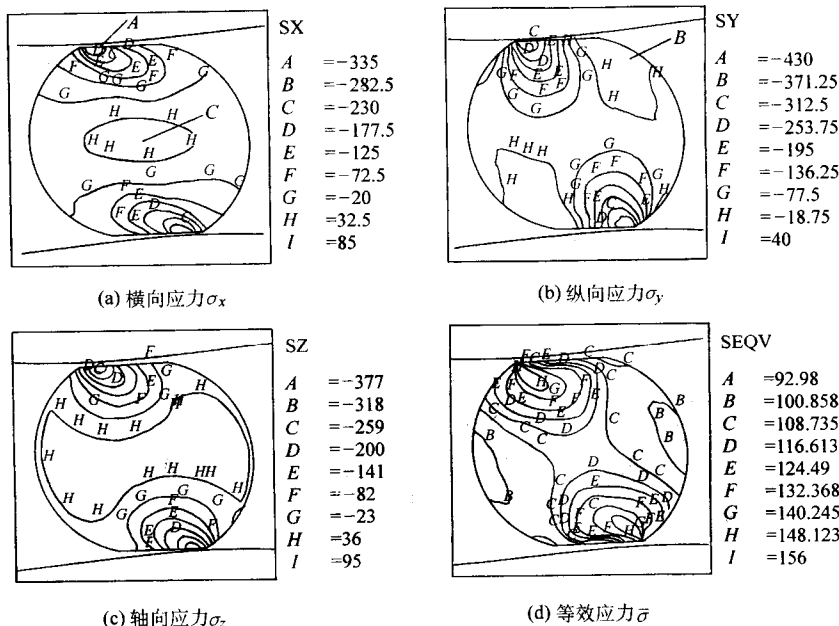 SX
A =−335
B =−282.5
C =−230
D =−177.5
E =−125
F =−72.5
G =−20
H =32.5
I =85
(a) 横向应力σx
SY
A =−430
B =−371.25
C =−312.5
D =−253.75
E =−195
F =−136.25
G =−77.5
H =−18.75
I =40
(b) 纵向应力σy
SZ
A =−377
B =−318
C =−259
D =−200
E =−141
F =−82
G =−23
H =36
I =95
(c) 轴向应力σz
SEQV
A =92.98
B =100.858
C =108.735
D =116.613
E =124.49
F =132.368
G =140.245
H =148.123
I =156
(d) 等效应力σ̄